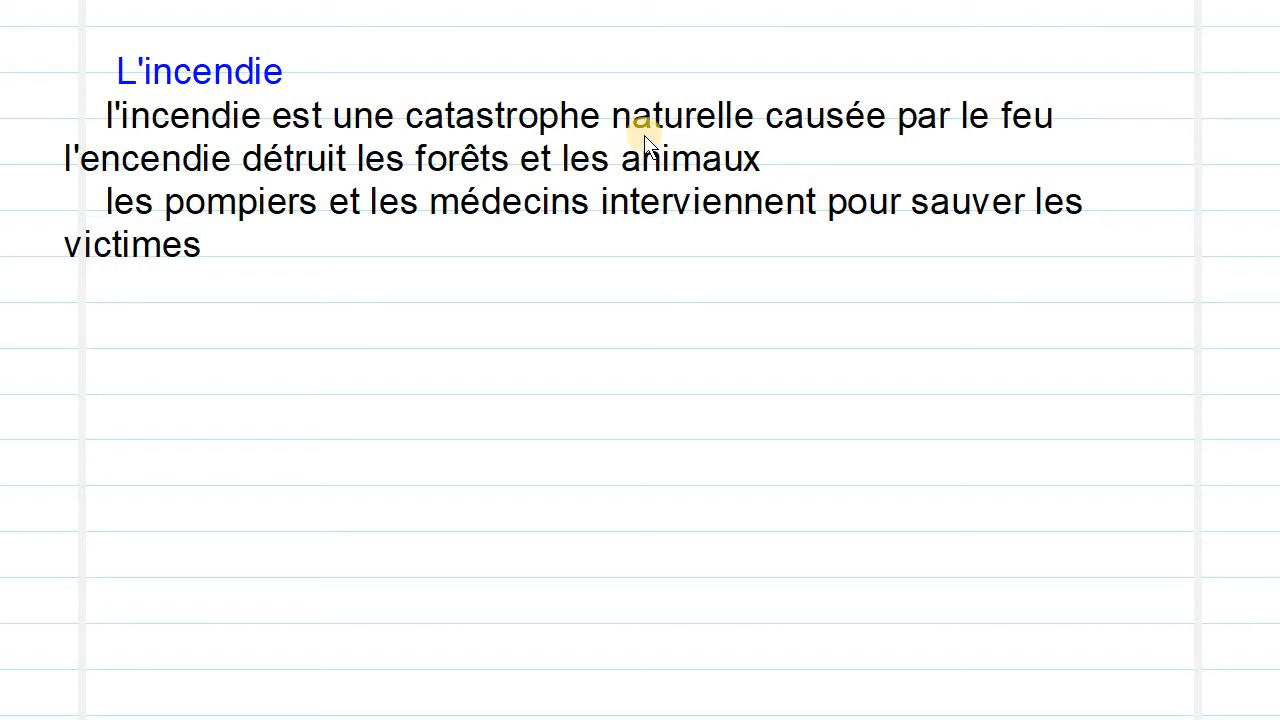 L'incendie
l'incendie est une catastrophe naturelle causée par le feu
l'encendie détruit les forêts et les animaux
les pompiers et les médecins interviennent pour sauver les
victimes